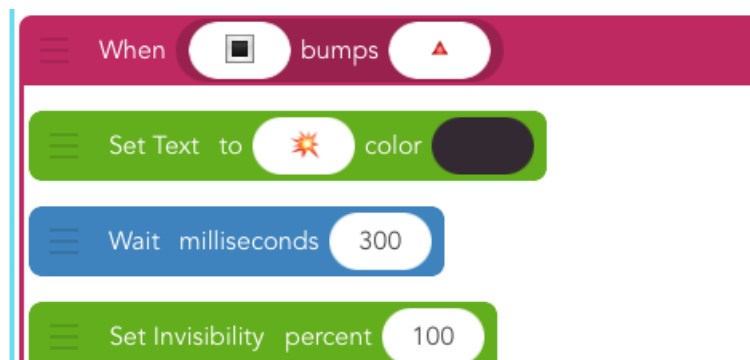 When 🔳 bumps 🔺
Set Text to 💥 color
Wait milliseconds 300
Set Invisibility percent 100